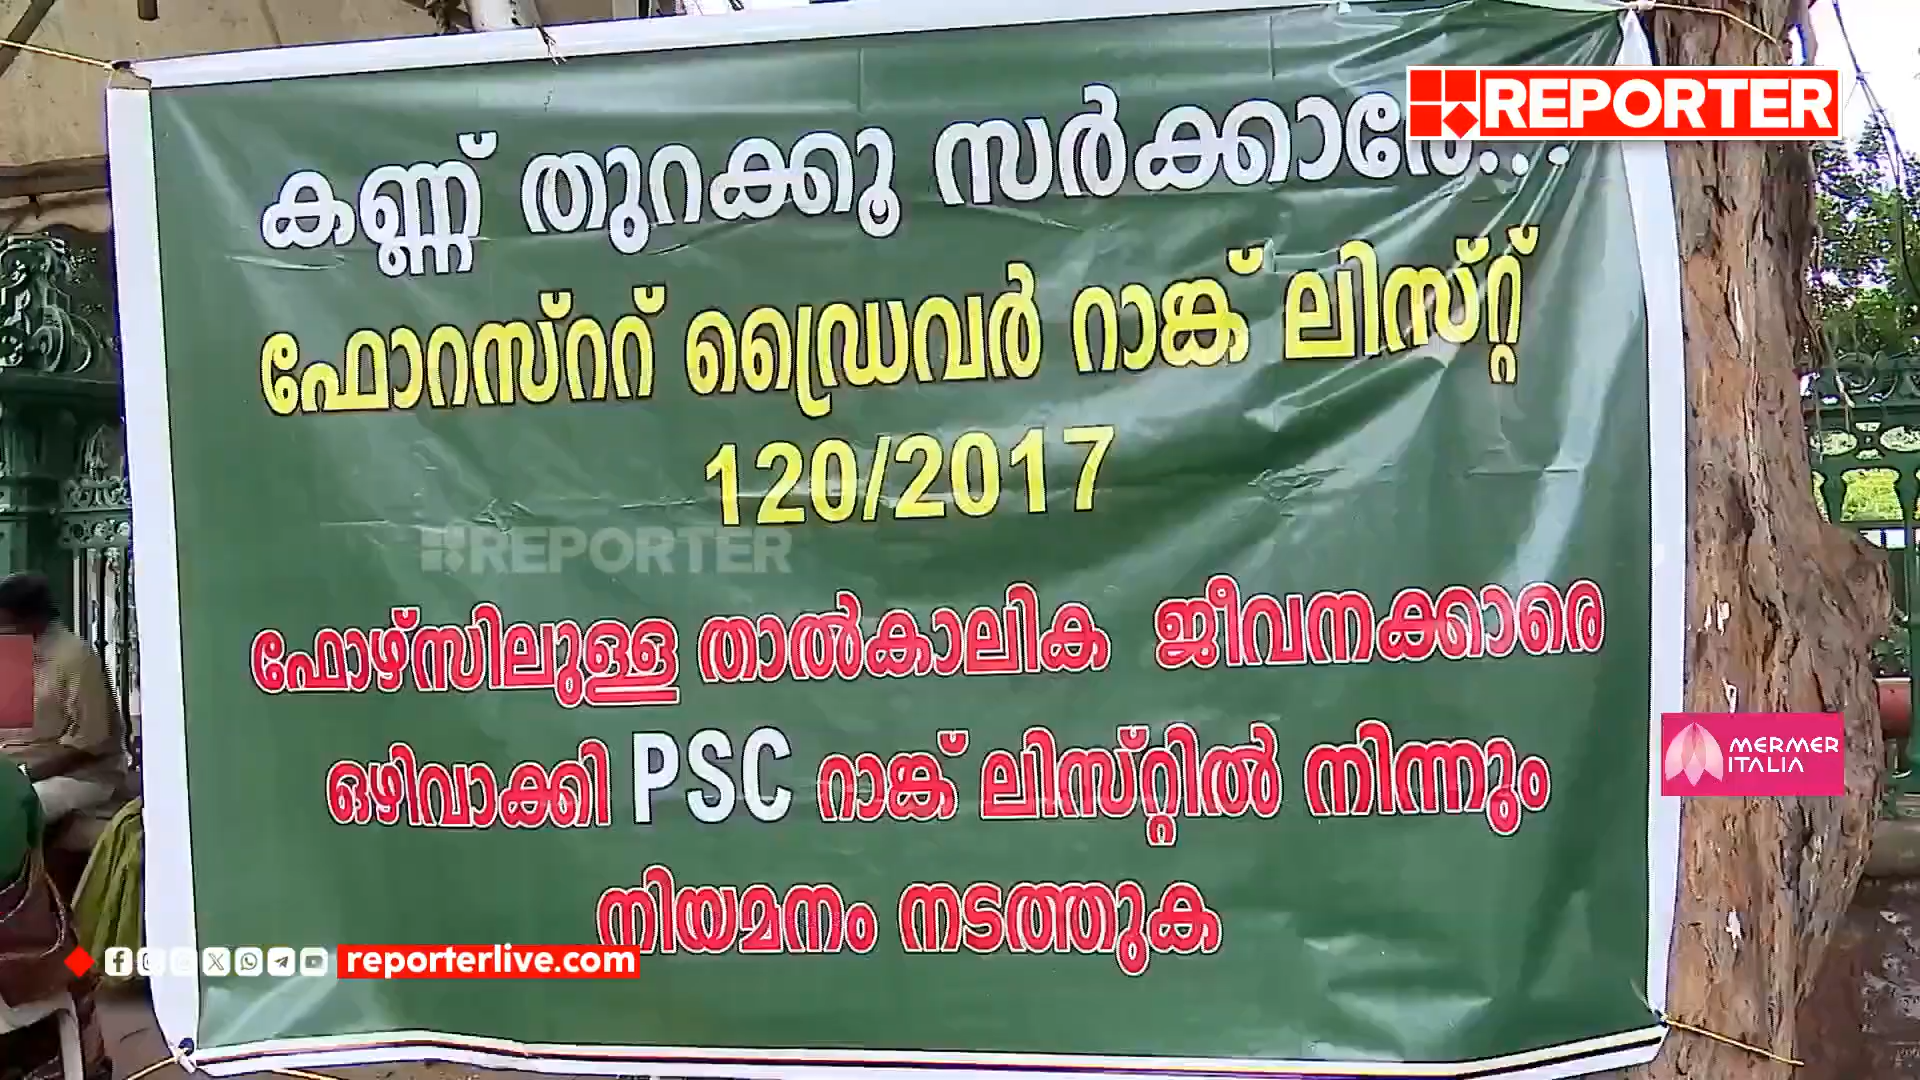 REPORTER
കണ്ണ് തുറക്കൂ സർക്കാരേ...
ഫോറസ്ററ് ഡ്രൈവർ റാങ്ക് ലിസ്റ്റ്
120/2017
REPORTER
ഫോഴ്സിലുള്ള താൽകാലിക ജീവനക്കാരെ
ഒഴിവാക്കി PSC റാങ്ക് ലിസ്റ്റിൽ നിന്നും
MERMER
ITALIA
നിയമനം നടത്തുക
reporterlive.com